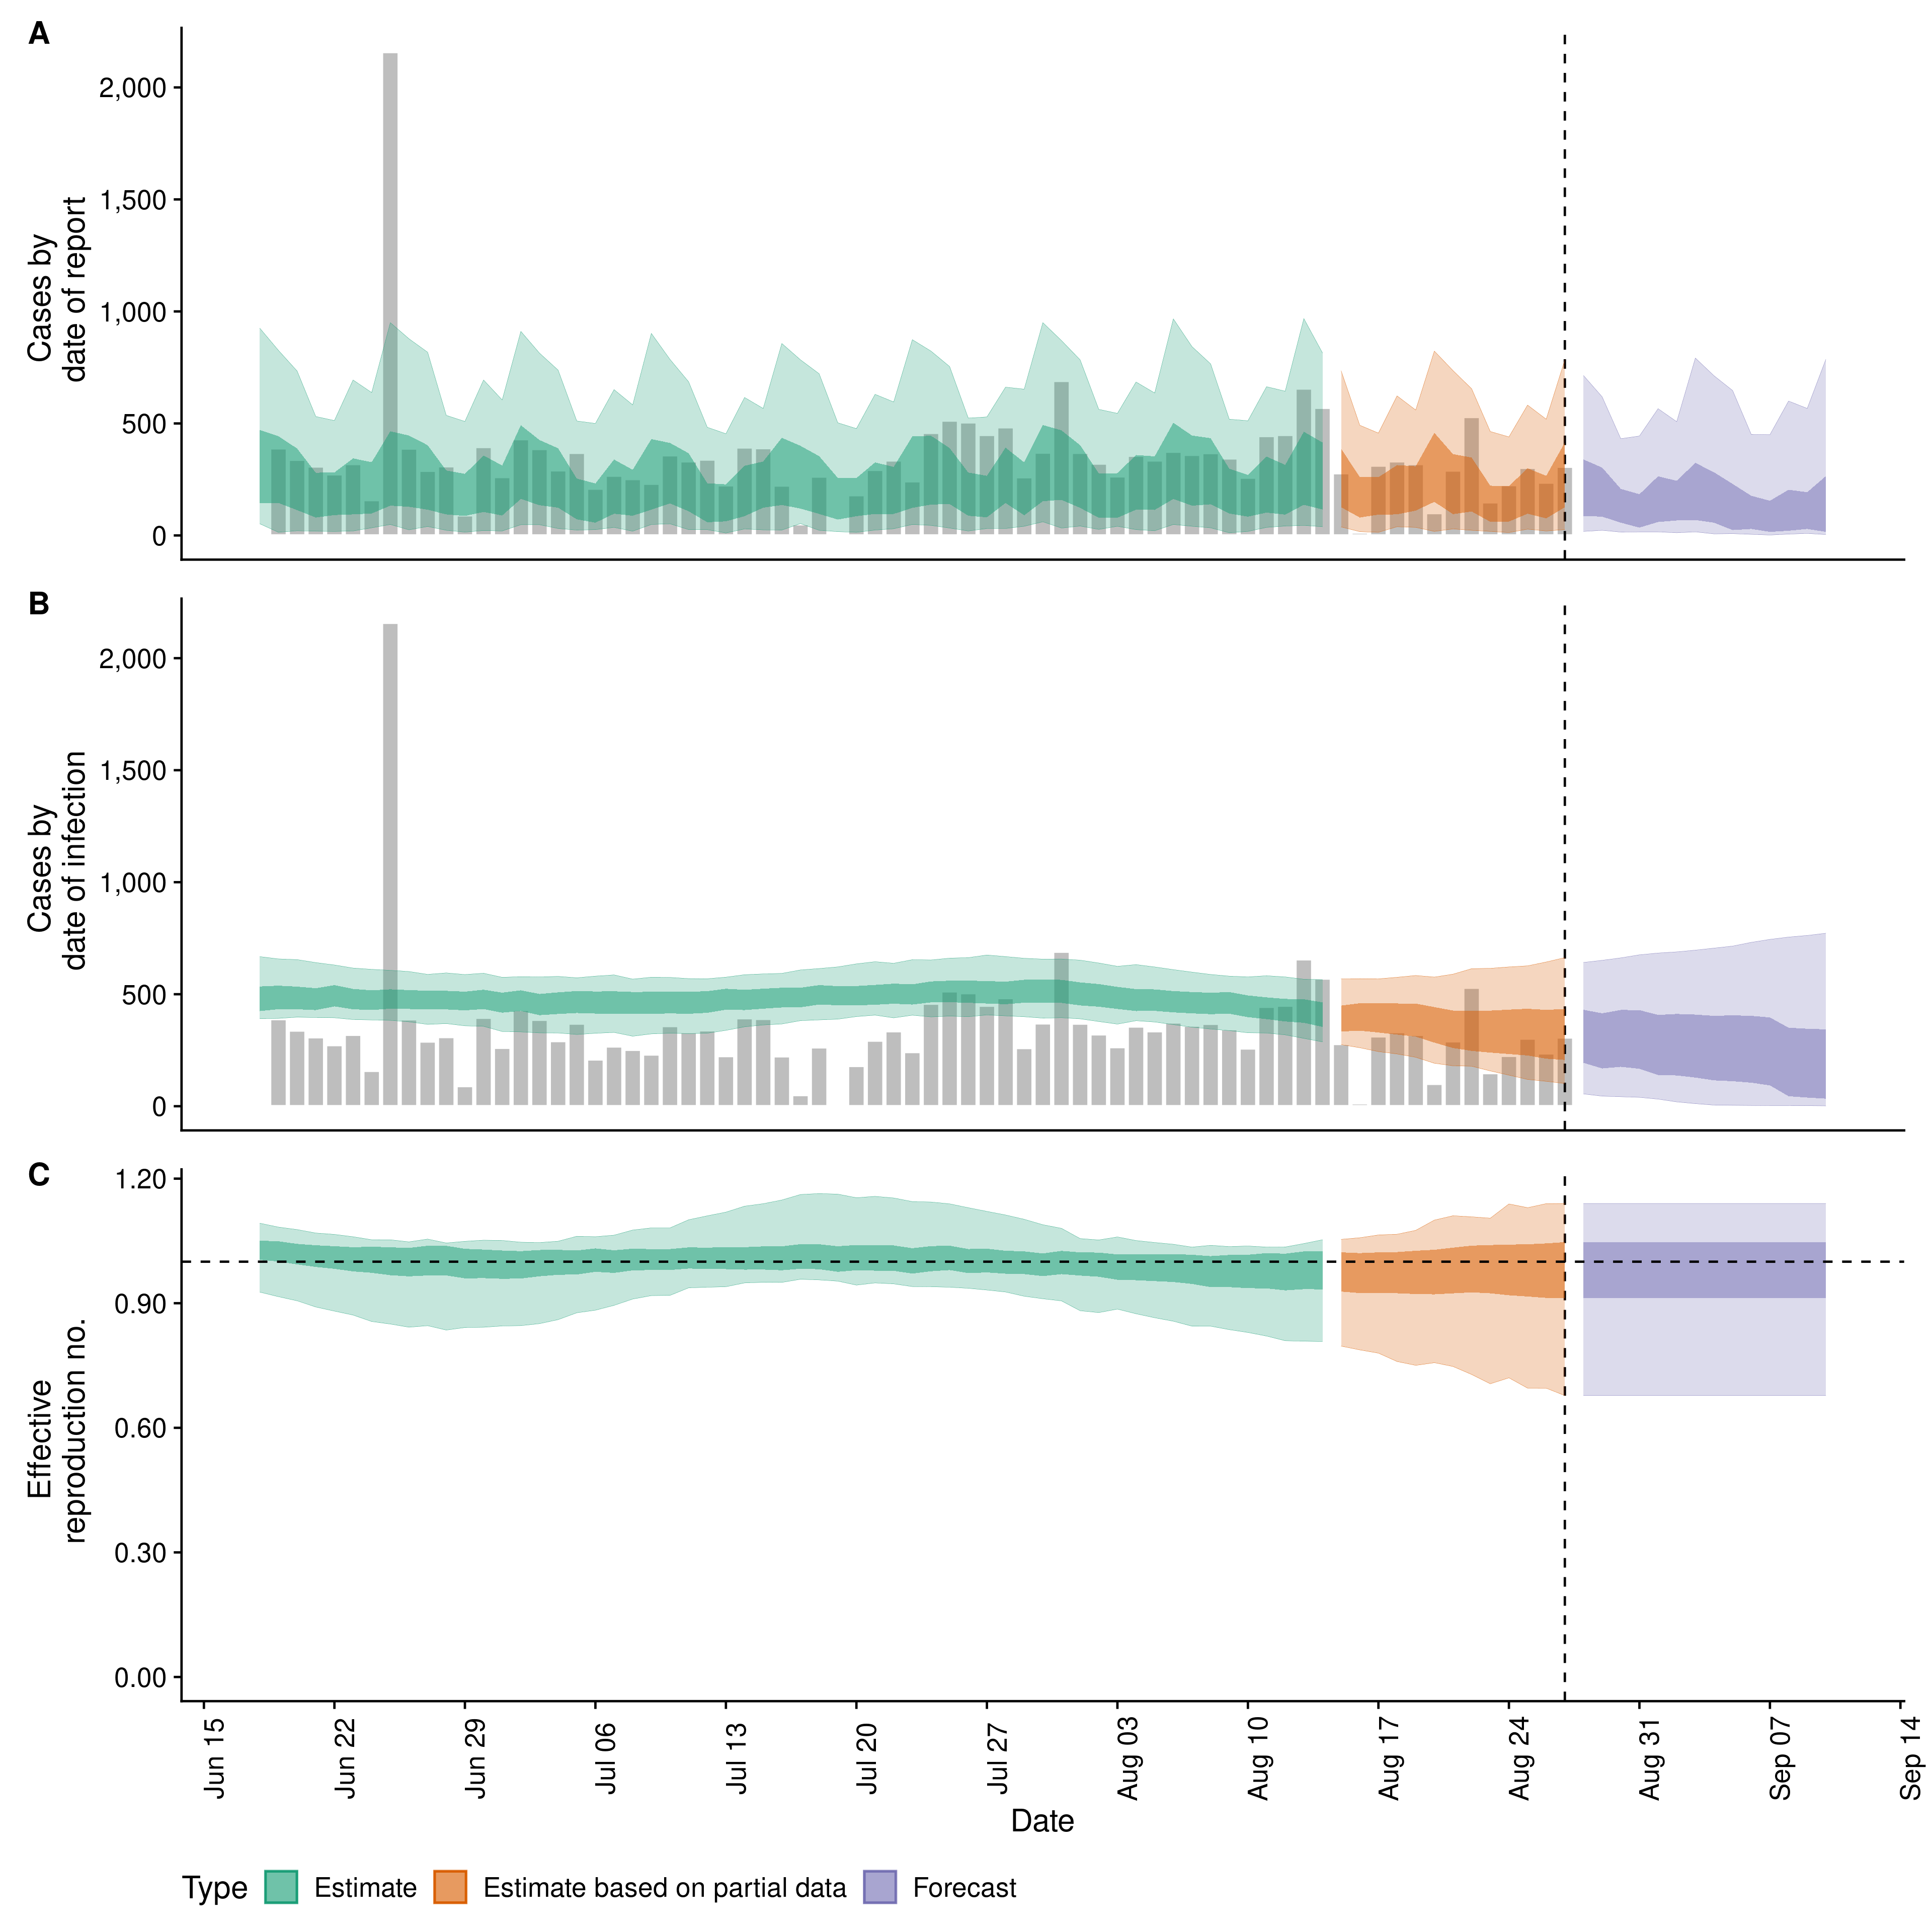 A
Cases by
date of report
2,000
1,500
1,000
500
0
B
Cases by
date of infection
2,000
1,500
1,000
500
0
C
Effective
reproduction no.
1.20
0.90
0.60
0.30
0.00
Jun 15
Jun 22
Jun 29
Jul 06
Jul 13
Jul 20
Jul 27
Aug 03
Aug 10
Aug 17
Aug 24
Aug 31
Sep 07
Sep 14
Date
Type Estimate Estimate based on partial data Forecast